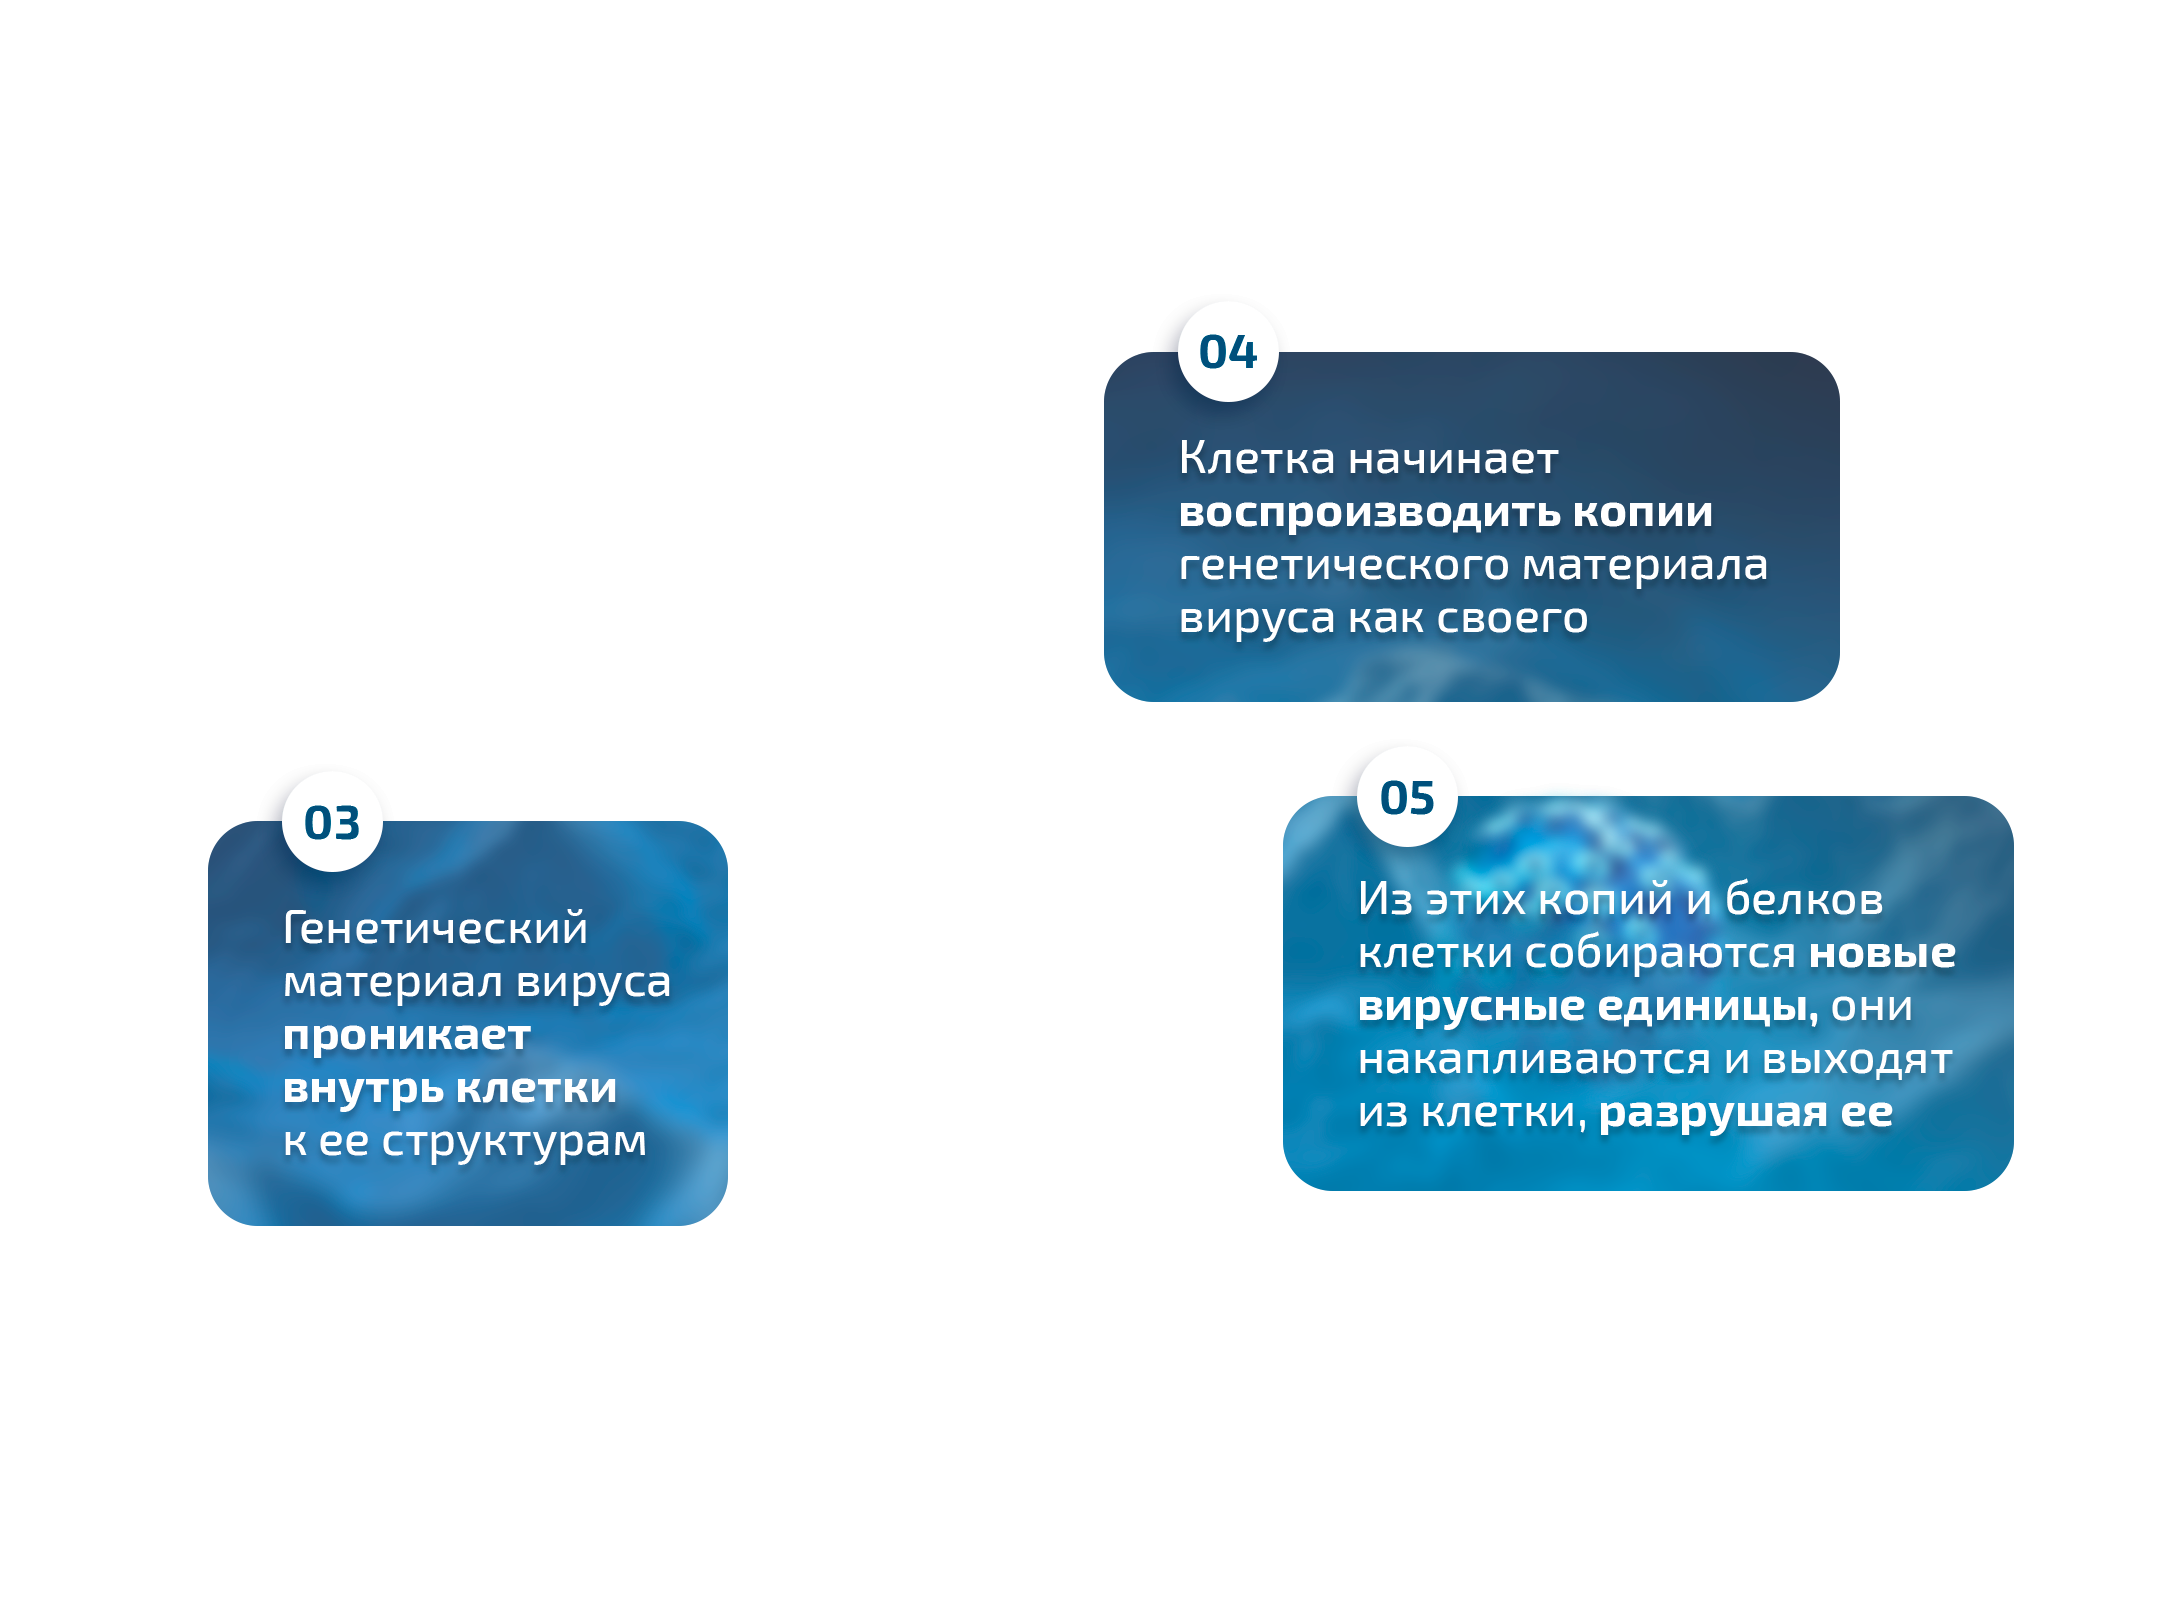 03
Генетический
материал вируса
проникает
внутрь клетки
к ее структурам
04
Клетка начинает
воспроизводить копии
генетического материала
вируса как своего
05
Из этих копий и белков
клетки собираются новые
вирусные единицы, они
накапливаются и выходят
из клетки, разрушая ее